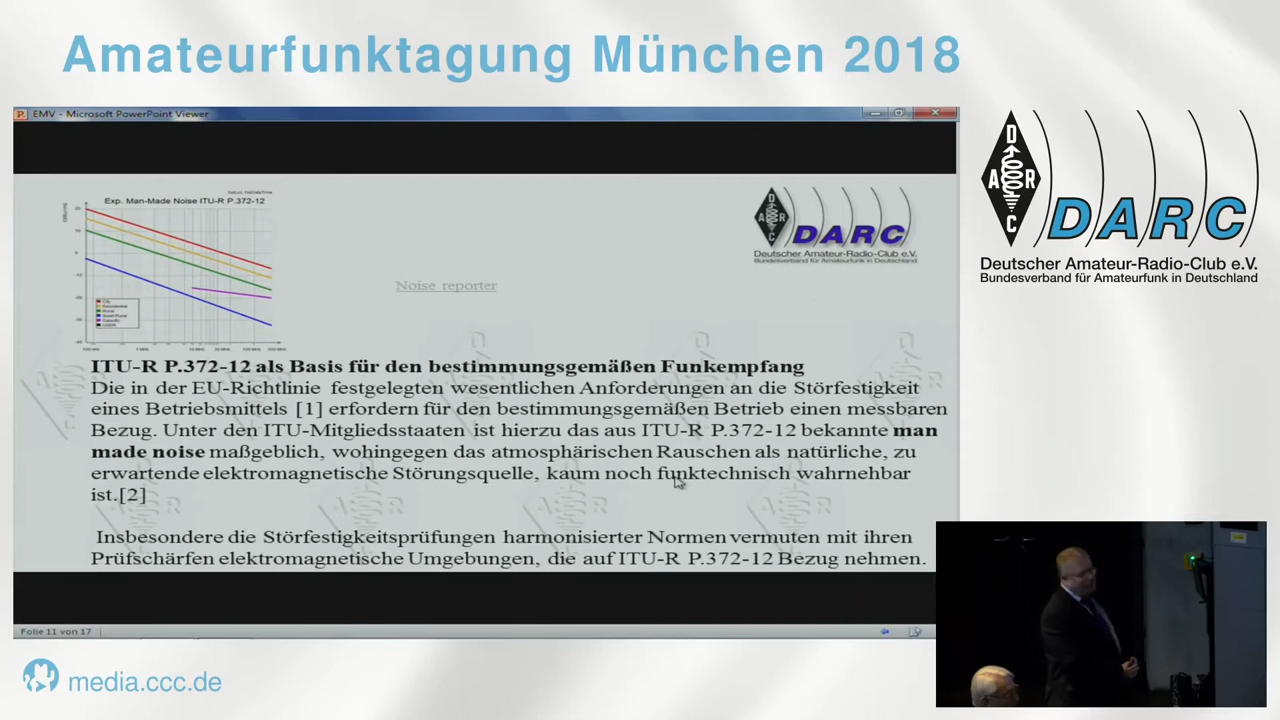 Amateurfunktagung München 2018
EMV - Microsoft PowerPoint Viewer
Exp. Man-Made Noise ITU-R P.372-12
D
A R
C
DARC
Deutscher Amateur-Radio-Club e.V.
Bundesverband für Amateurfunk in Deutschland
Noise reporter
ITU-R P.372-12 als Basis für den bestimmungsgemäßen Funkempfang
Die in der EU-Richtlinie festgelegten wesentlichen Anforderungen an die Störfestigkeit
eines Betriebsmittels [1] erfordern für den bestimmungsgemäßen Betrieb einen messbaren
Bezug. Unter den ITU-Mitgliedsstaaten ist hierzu das aus ITU-R P.372-12 bekannte man
made noise maßgeblich, wohingegen das atmosphärischen Rauschen als natürliche, zu
erwartende elektromagnetische Störungsquelle, kaum noch funktechnisch wahrnehbar
ist.[2]
Insbesondere die Störfestigkeitsprüfungen harmonisierter Normen vermuten mit ihren
Prüfschärfen elektromagnetische Umgebungen, die auf ITU-R P.372-12 Bezug nehmen.
Folie 11 von 17
D
A R
C
DARC
Deutscher Amateur-Radio-Club e.V.
Bundesverband für Amateurfunk in Deutschland
media.ccc.de